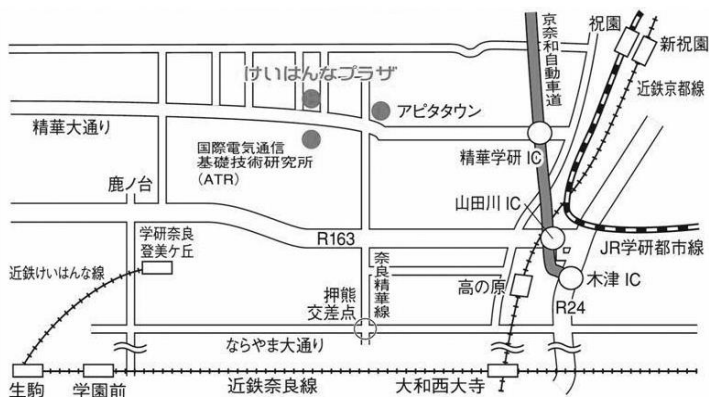 祝園
新祝園
京奈和自動車道
近鉄京都線
けいはんなプラザ
アピタタウン
精華大通り
国際電気通信
基礎技術研究所
(ATR)
精華学研 IC
鹿ノ台
山田川 IC
R163
JR学研都市線
学研奈良
登美ケ丘
近鉄けいはんな線
奈良精華線
押熊
交差点
高の原
木津 IC
R24
ならやま大通り
生駒
学園前
近鉄奈良線
大和西大寺